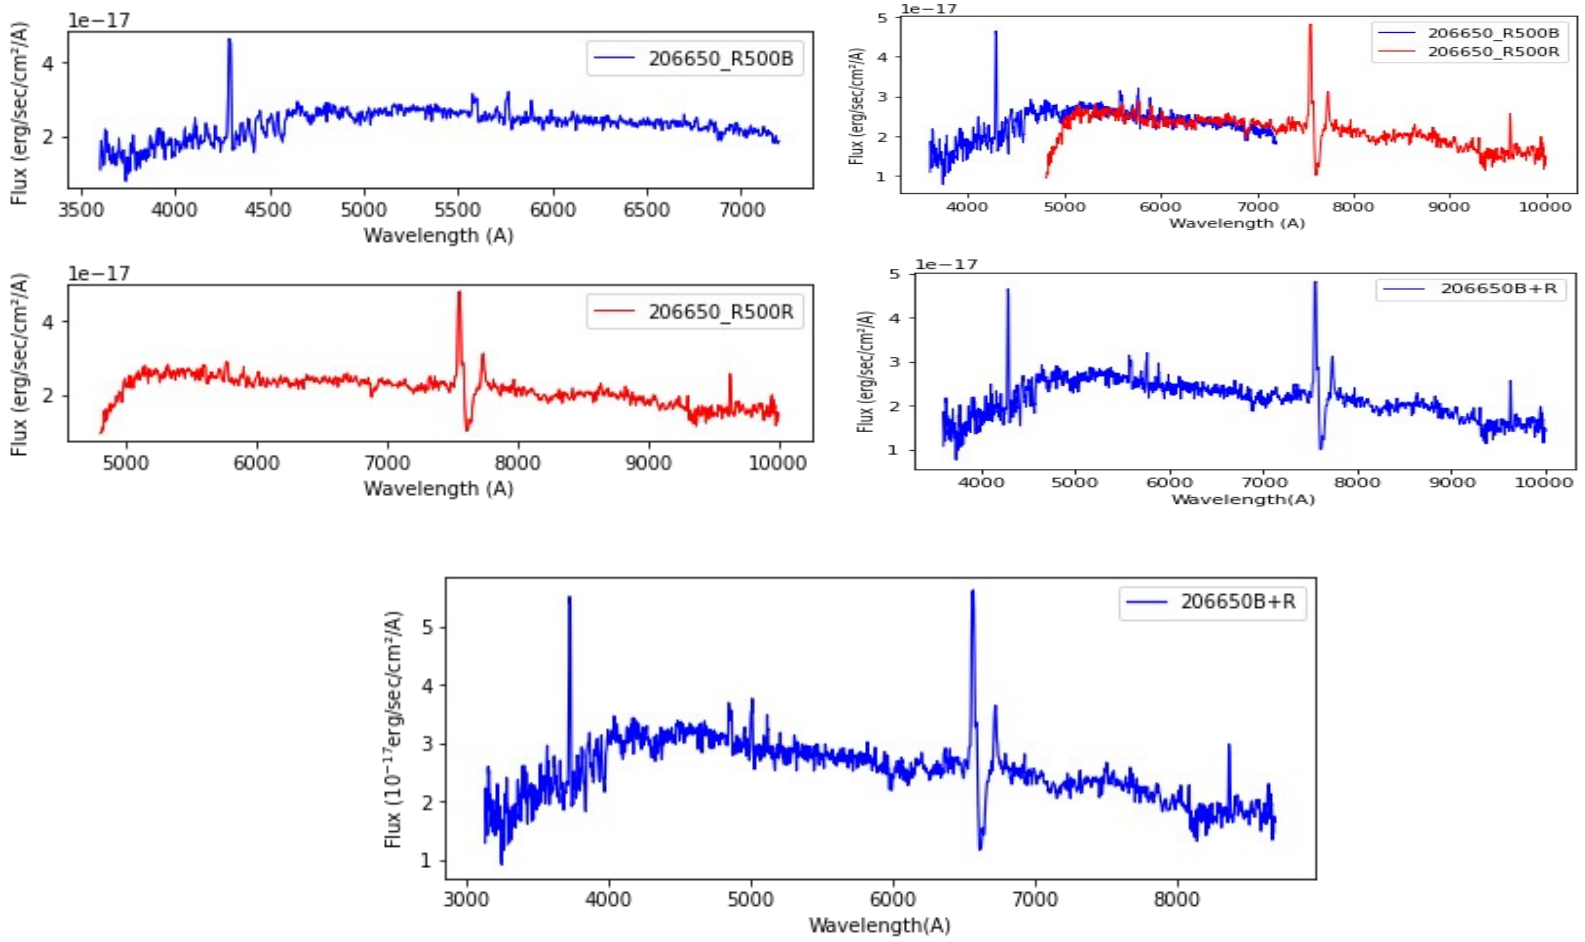 1e−17
Flux (erg/sec/cm²/A)
4
2
206650_R500B
3500 4000 4500 5000 5500 6000 6500 7000
Wavelength (A)
1e−17
Flux (erg/sec/cm²/A)
5
4
3
2
1
206650_R500B
206650_R500R
4000 5000 6000 7000 8000 9000 10000
Wavelength (A)
1e−17
Flux (erg/sec/cm²/A)
4
2
206650_R500R
5000 6000 7000 8000 9000 10000
Wavelength (A)
1e−17
Flux (erg/sec/cm²/A)
5
4
3
2
1
206650B+R
4000 5000 6000 7000 8000 9000 10000
Wavelength(A)
Flux (10⁻¹⁷erg/sec/cm²/A)
5
4
3
2
1
206650B+R
3000 4000 5000 6000 7000 8000
Wavelength(A)